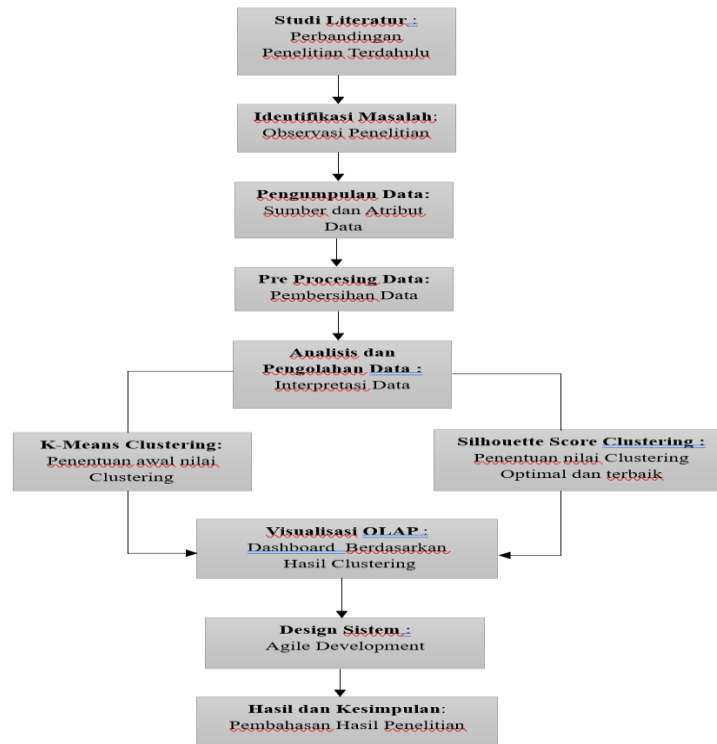 Studi Literatur :
Perbandingan
Penelitian Terdahulu
Identifikasi Masalah:
Observasi Penelitian
Pengumpulan Data:
Sumber dan Atribut
Data
Pre Procesing Data:
Pembersihan Data
Analisis dan
Pengolahan Data :
Interpretasi Data
K-Means Clustering:
Penentuan awal nilai
Clustering
Silhouette Score Clustering :
Penentuan nilai Clustering
Optimal dan terbaik
Visualisasi OLAP :
Dashboard Berdasarkan
Hasil Clustering
Design Sistem :
Agile Development
Hasil dan Kesimpulan:
Pembahasan Hasil Penelitian